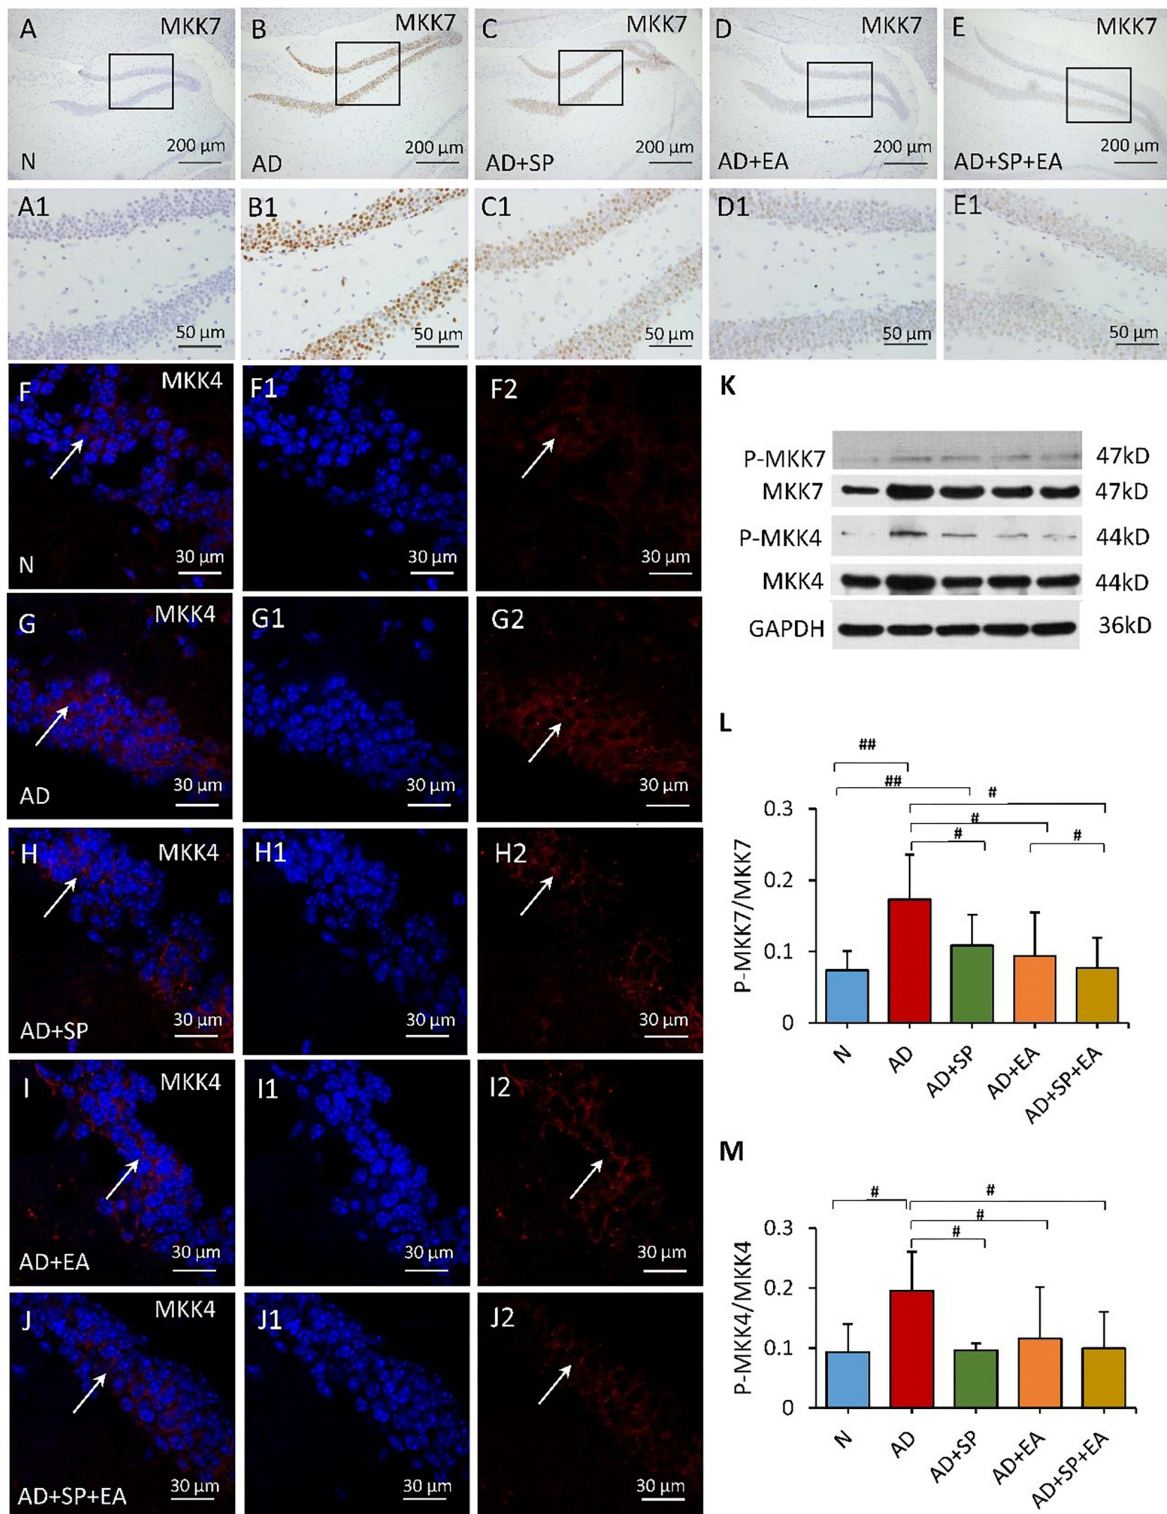 A MKK7 B MKK7 C MKK7 D MKK7 E MKK7
200 µm 200 µm 200 µm 200 µm 200 µm
N AD AD+SP AD+EA AD+SP+EA
A1 B1 C1 D1 E1
50 µm 50 µm 50 µm 50 µm 50 µm
F MKK4 F1 F2
N 30 µm 30 µm 30 µm
G MKK4 G1 G2
AD 30 µm 30 µm 30 µm
H MKK4 H1 H2
AD+SP 30 µm 30 µm 30 µm
I MKK4 I1 I2
AD+EA 30 µm 30 µm 30 µm
J MKK4 J1 J2
AD+SP+EA 30 µm 30 µm 30 µm
K
P-MKK7 47kD
MKK7 47kD
P-MKK4 44kD
MKK4 44kD
GAPDH 36kD
L
##
##
#
#
# #
P-MKK7/MKK7
0.3
0.2
0.1
0
N AD AD+SP AD+EA AD+SP+EA
M
# #
#
#
P-MKK4/MKK4
0.3
0.2
0.1
0
N AD AD+SP AD+EA AD+SP+EA